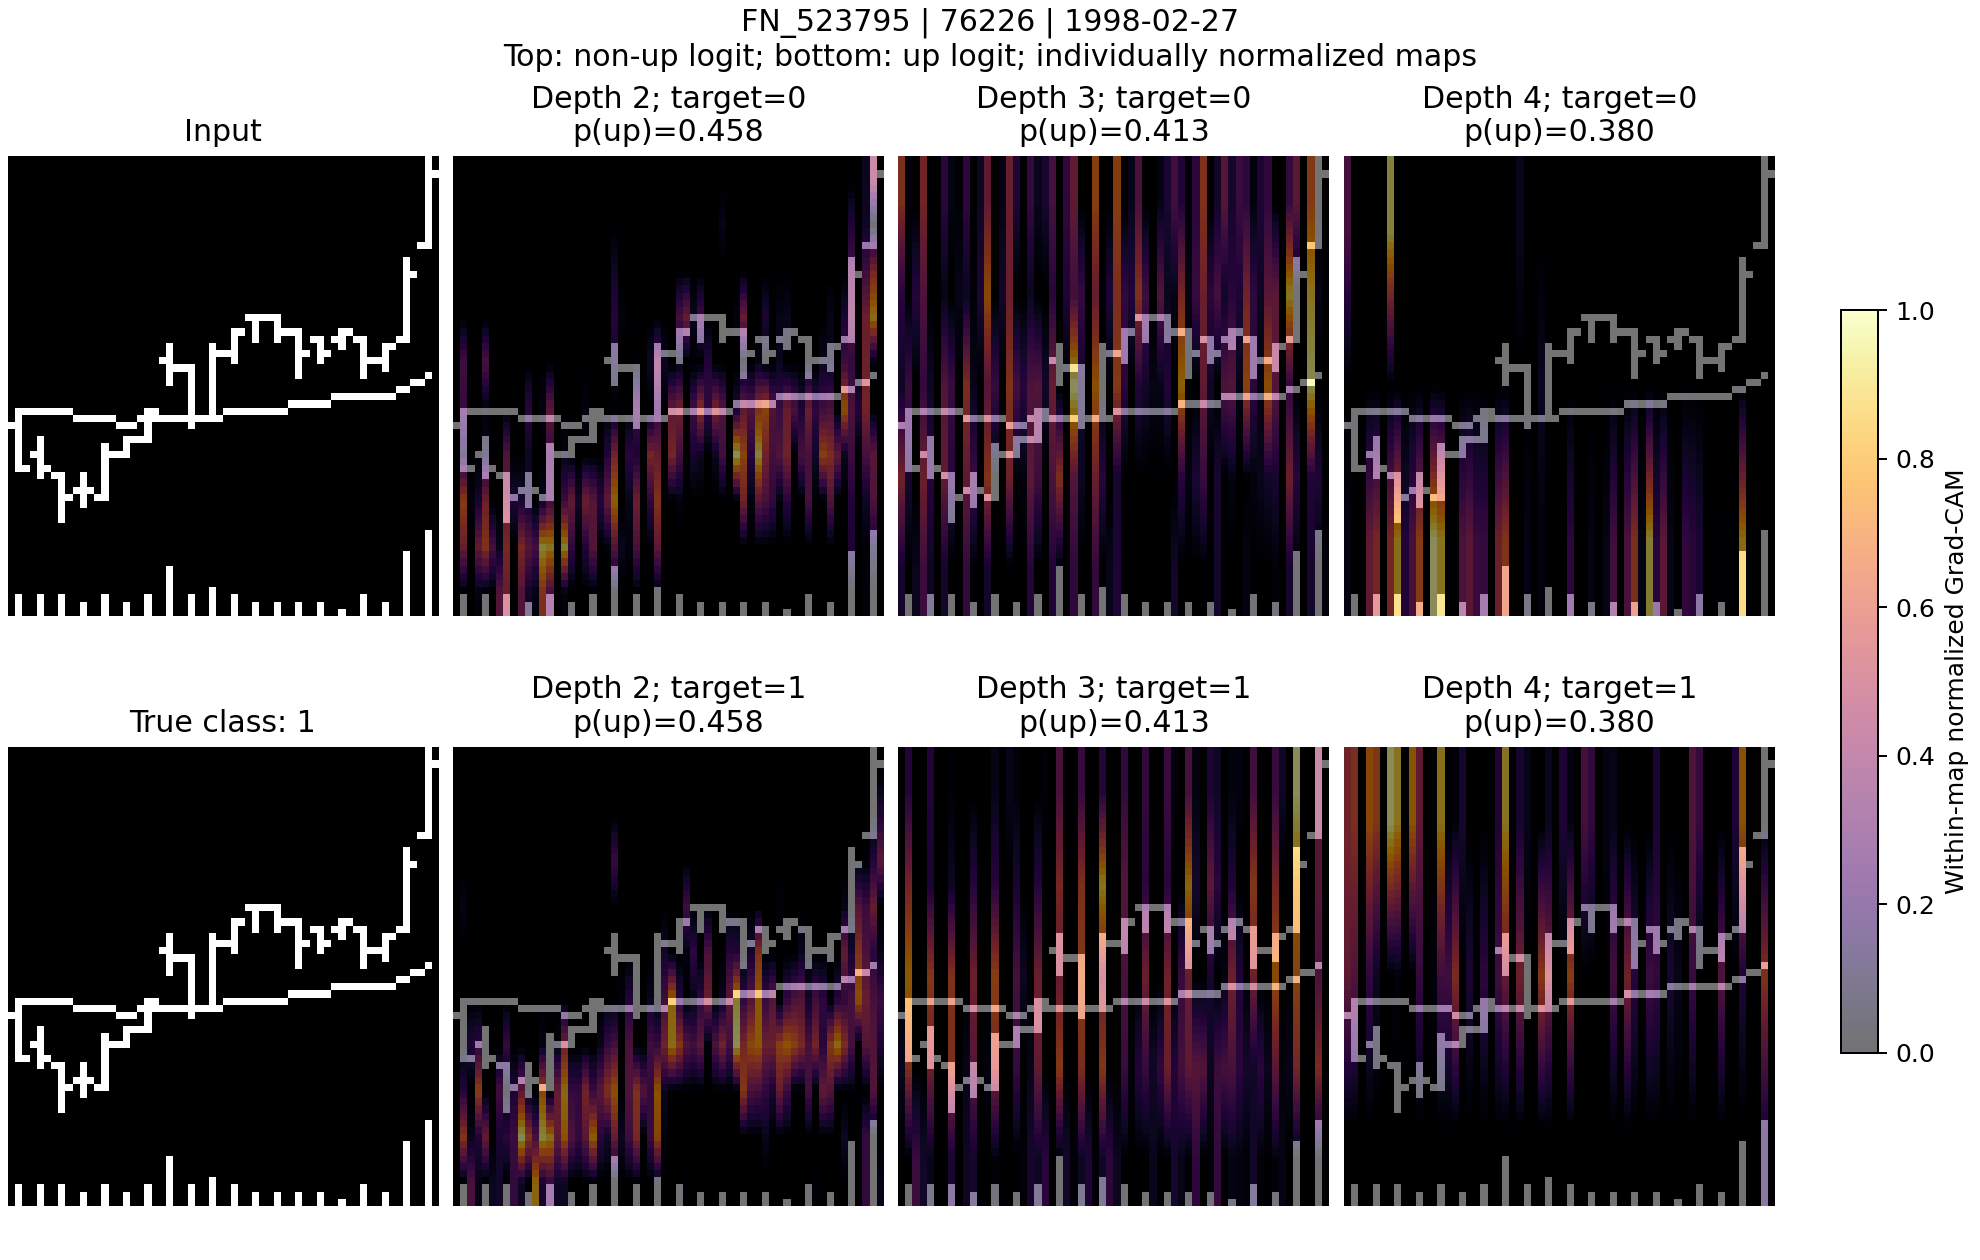 FN_523795 | 76226 | 1998-02-27
Top: non-up logit; bottom: up logit; individually normalized maps
Input
Depth 2; target=0
p(up)=0.458
Depth 3; target=0
p(up)=0.413
Depth 4; target=0
p(up)=0.380
True class: 1
Depth 2; target=1
p(up)=0.458
Depth 3; target=1
p(up)=0.413
Depth 4; target=1
p(up)=0.380
1.0
0.8
0.6
0.4
0.2
0.0
Within-map normalized Grad-CAM